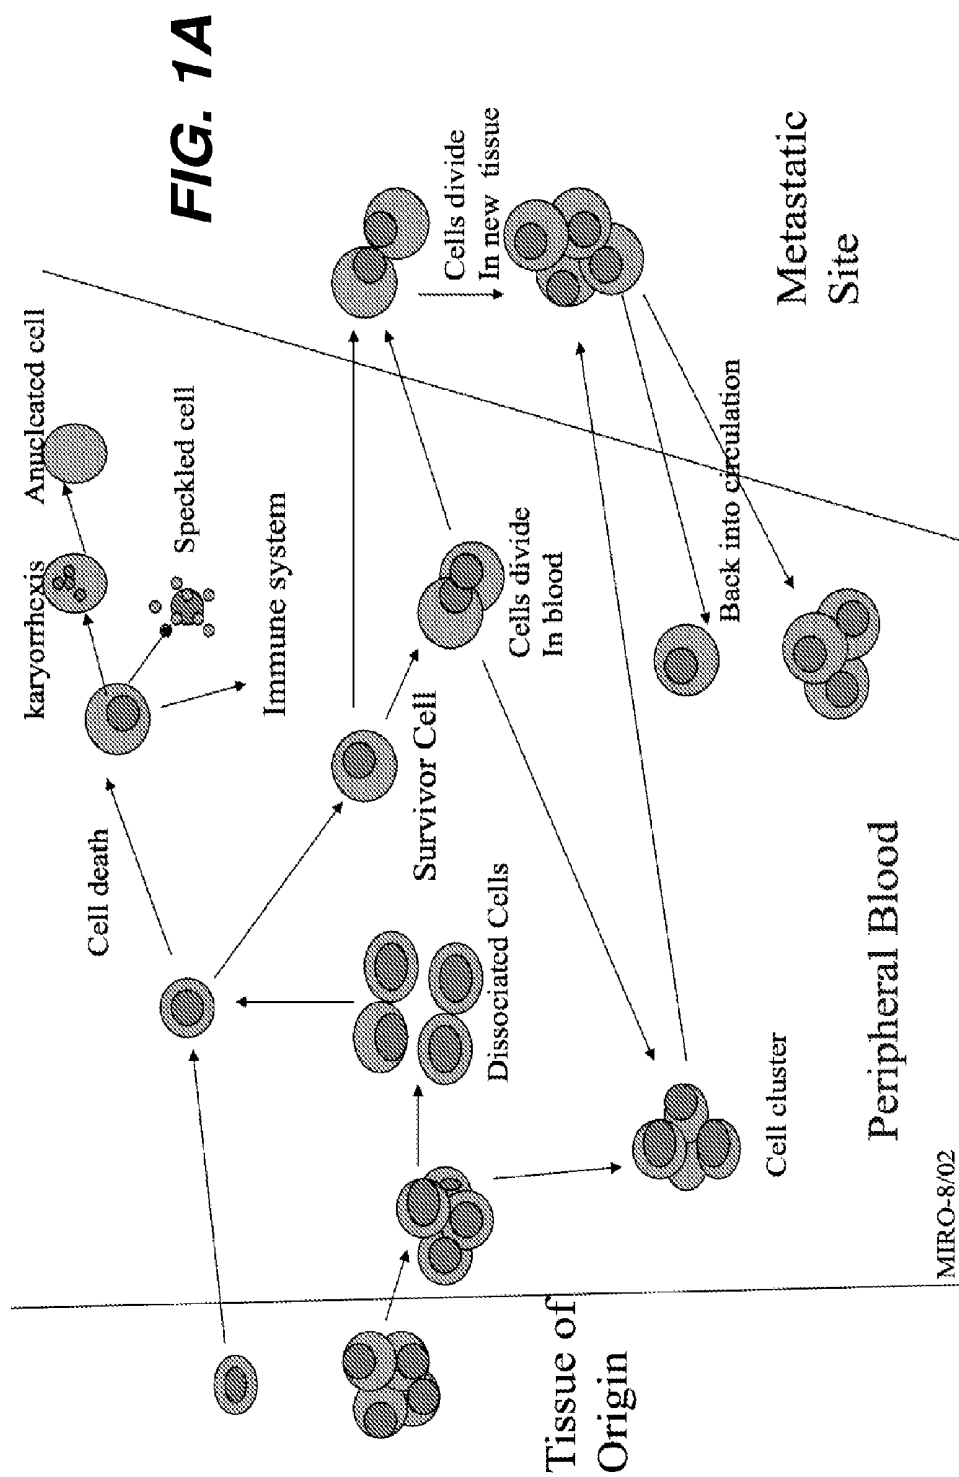 FIG. 1A
karyorrhexis
Anucleated cell
Cell death
Speckled cell
Immune system
Survivor Cell
Cells divide
In new tissue
Dissociated Cells
Cells divide
In blood
Back into circulation
Cell cluster
Tissue of
Origin
Peripheral Blood
Metastatic
Site
MIRO-8/02